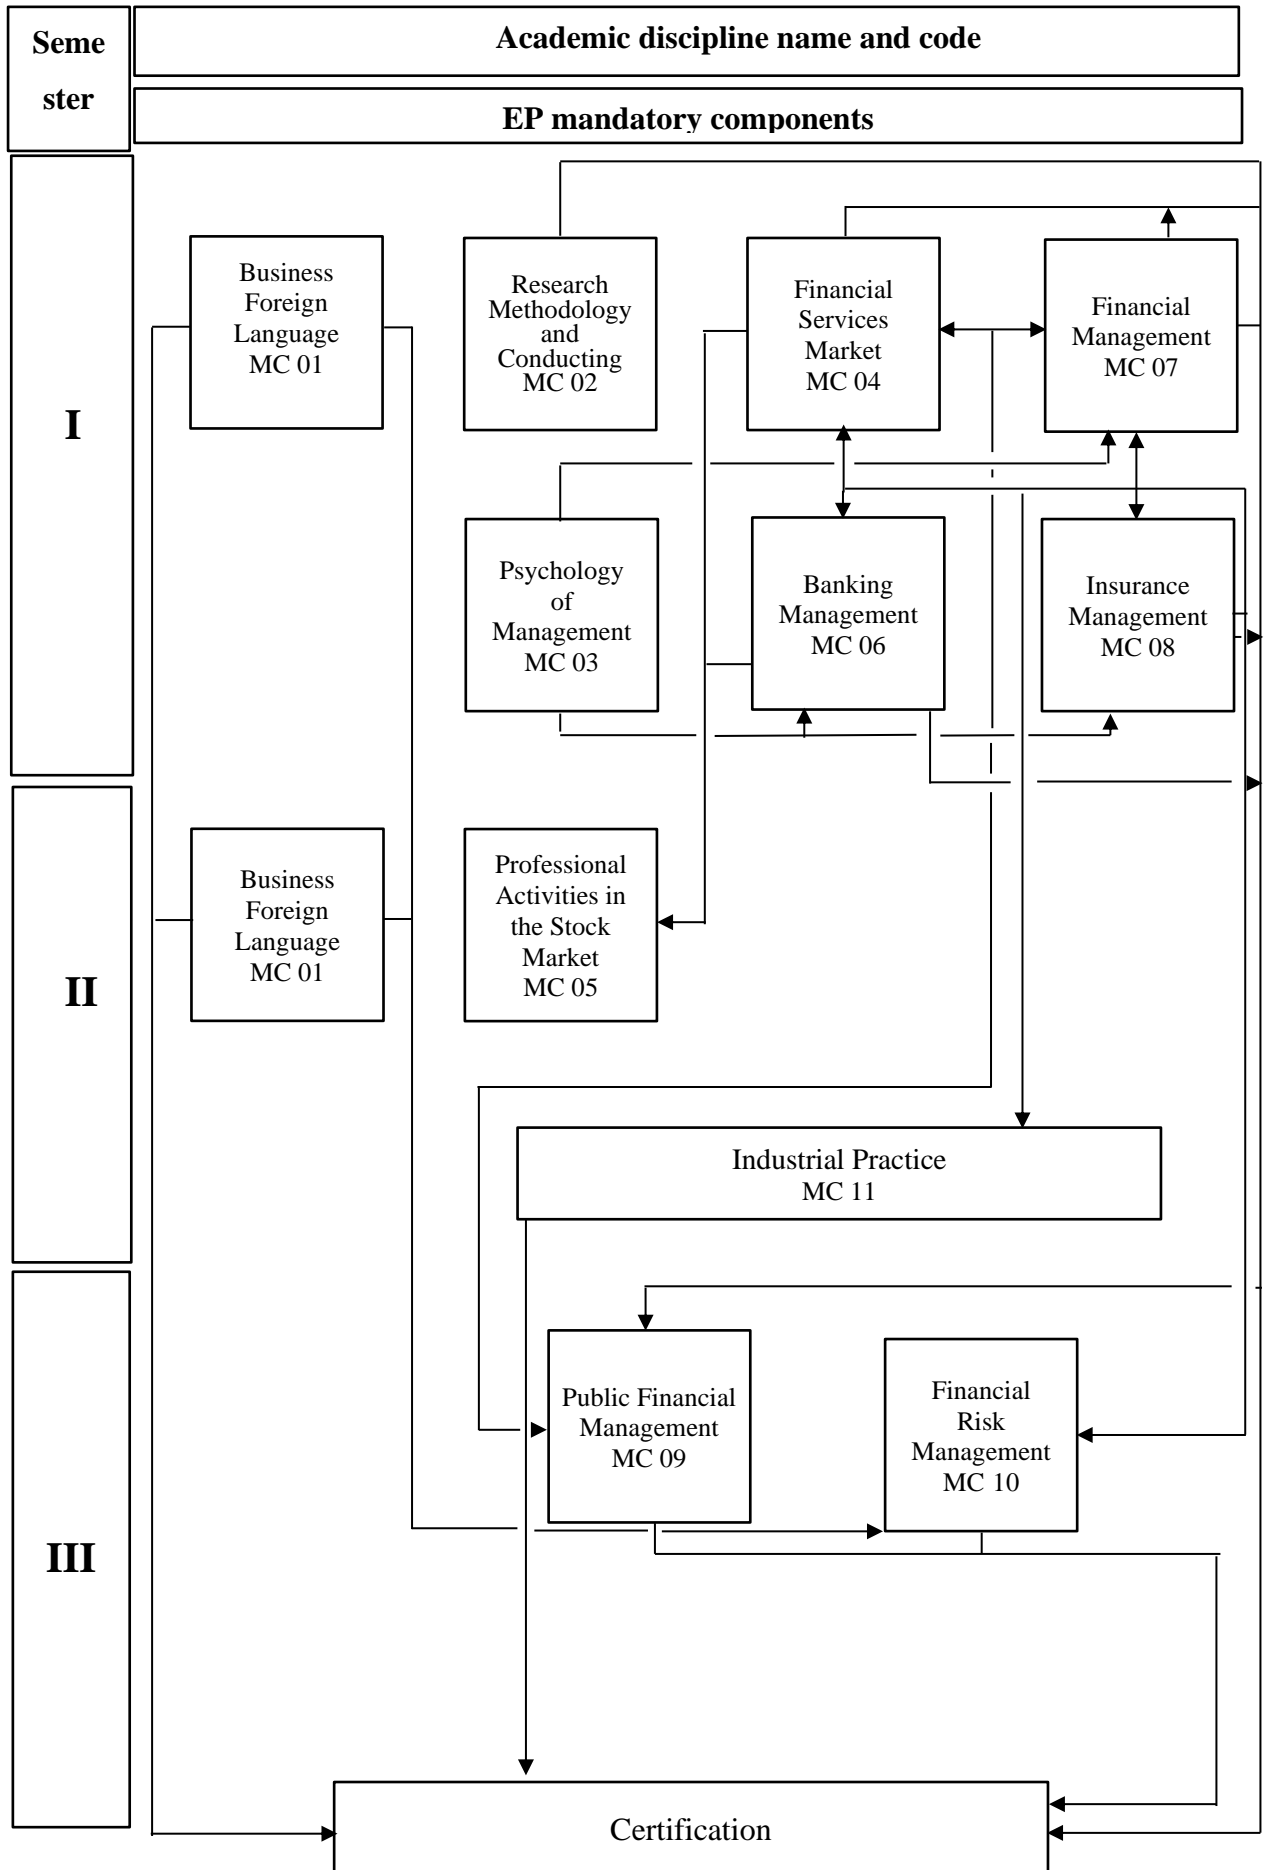 Seme
ster
Academic discipline name and code
EP mandatory components
I
Business
Foreign
Language
MC 01
Research
Methodology
and
Conducting
MC 02
Financial
Services
Market
MC 04
Financial
Management
MC 07
Psychology
of
Management
MC 03
Banking
Management
MC 06
Insurance
Management
MC 08
II
Business
Foreign
Language
MC 01
Professional
Activities in
the Stock
Market
MC 05
Industrial Practice
MC 11
III
Public Financial
Management
MC 09
Financial
Risk
Management
MC 10
Certification